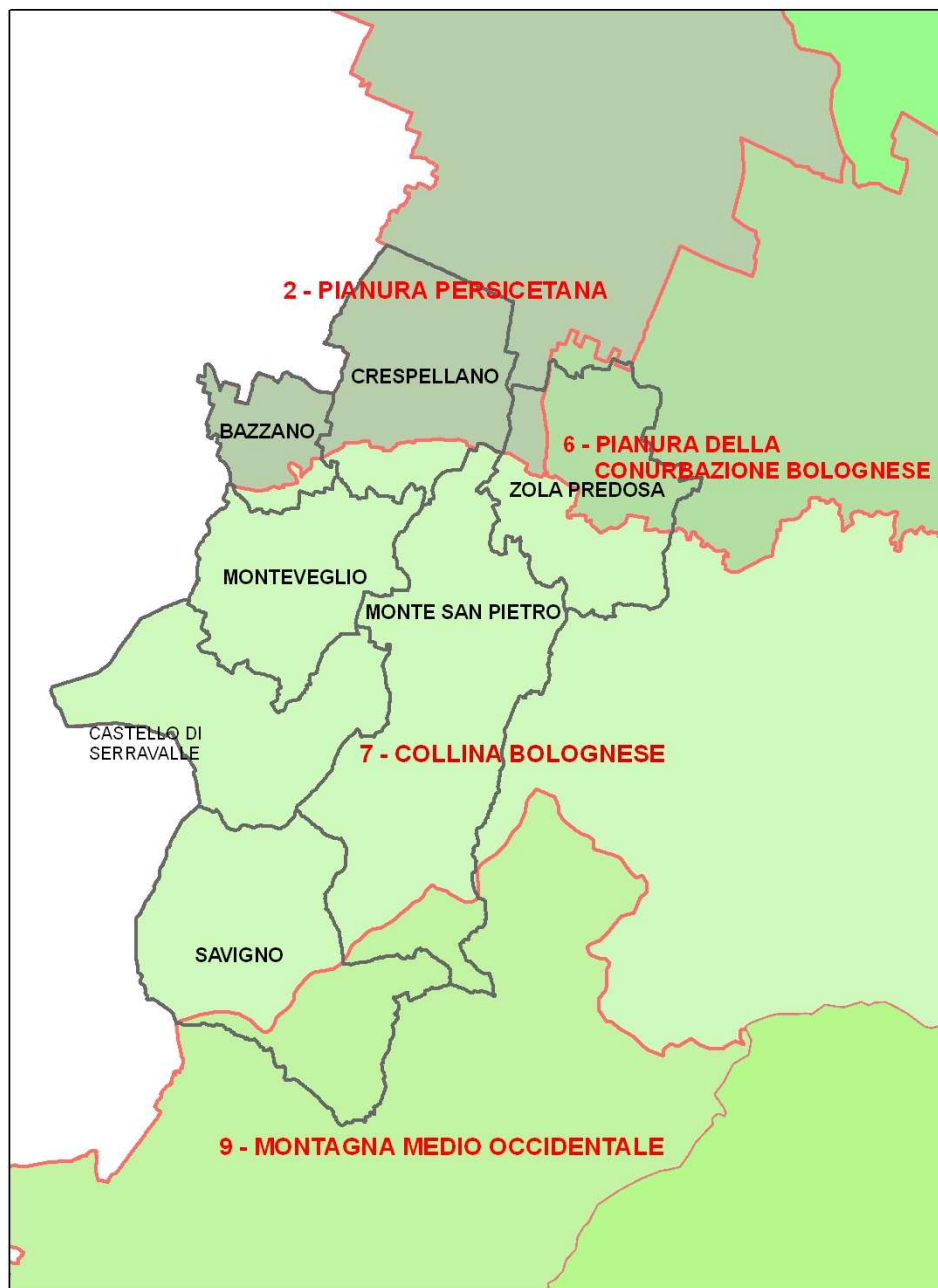 2 - PIANURA PERSICETANA
CRESPELLANO
BAZZANO
6 - PIANURA DELLA
CONURBAZIONE BOLOGNESE
ZOLA PREDOSA
MONTEVEGLIO
MONTE SAN PIETRO
CASTELLO DI
SERRAVALLE
7 - COLLINA BOLOGNESE
SAVIGNO
9 - MONTAGNA MEDIO OCCIDENTALE